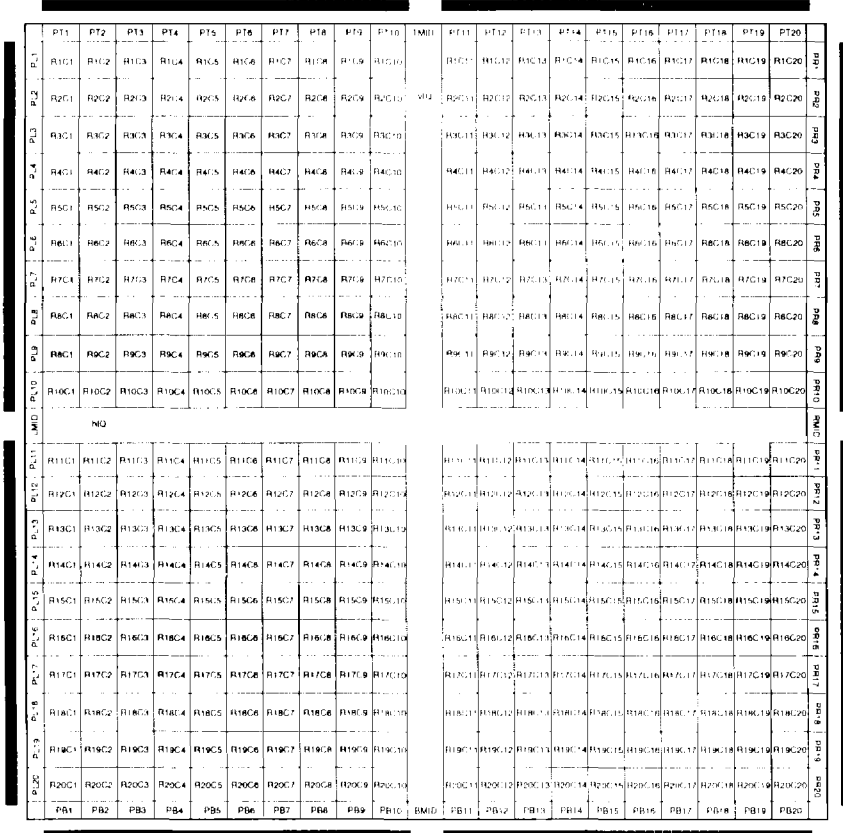 PT1 PT2 PT3 PT4 PT5 PT6 PT7 PT8 PT9 PT10 TMID PT11 PT12 PT13 PT14 PT15 PT16 PT17 PT18 PT19 PT20
PL1 R1C1 R1C2 R1C3 R1C4 R1C5 R1C6 R1C7 R1C8 R1C9 R1C10 R1C11 R1C12 R1C13 R1C14 R1C15 R1C16 R1C17 R1C18 R1C19 R1C20 PR1
PL2 R2C1 R2C2 R2C3 R2C4 R2C5 R2C6 R2C7 R2C8 R2C9 R2C10 vIQ R2C11 R2C12 R2C13 R2C14 R2C15 R2C16 R2C17 R2C18 R2C19 R2C20 PR2
PL3 R3C1 R3C2 R3C3 R3C4 R3C5 R3C6 R3C7 R3C8 R3C9 R3C10 R3C11 R3C12 R3C13 R3C14 R3C15 R3C16 R3C17 R3C18 R3C19 R3C20 PR3
PL4 R4C1 R4C2 R4C3 R4C4 R4C5 R4C6 R4C7 R4C8 R4C9 R4C10 R4C11 R4C12 R4C13 R4C14 R4C15 R4C16 R4C17 R4C18 R4C19 R4C20 PR4
PL5 R5C1 R5C2 R5C3 R5C4 R5C5 R5C6 R5C7 R5C8 R5C9 R5C10 R5C11 R5C12 R5C13 R5C14 R5C15 R5C16 R5C17 R5C18 R5C19 R5C20 PR5
PL6 R6C1 R6C2 R6C3 R6C4 R6C5 R6C6 R6C7 R6C8 R6C9 R6C10 R6C11 R6C12 R6C13 R6C14 R6C15 R6C16 R6C17 R6C18 R6C19 R6C20 PR6
PL7 R7C1 R7C2 R7C3 R7C4 R7C5 R7C6 R7C7 R7C8 R7C9 R7C10 R7C11 R7C12 R7C13 R7C14 R7C15 R7C16 R7C17 R7C18 R7C19 R7C20 PR7
PL8 R8C1 R8C2 R8C3 R8C4 R8C5 R8C6 R8C7 R8C8 R8C9 R8C10 R8C11 R8C12 R8C13 R8C14 R8C15 R8C16 R8C17 R8C18 R8C19 R8C20 PR8
PL9 R9C1 R9C2 R9C3 R9C4 R9C5 R9C6 R9C7 R9C8 R9C9 R9C10 R9C11 R9C12 R9C13 R9C14 R9C15 R9C16 R9C17 R9C18 R9C19 R9C20 PR9
PL10 R10C1 R10C2 R10C3 R10C4 R10C5 R10C6 R10C7 R10C8 R10C9 R10C10 R10C11 R10C12 R10C13 R10C14 R10C15 R10C16 R10C17 R10C18 R10C19 R10C20 PR10
LMID hIQ RMID
PL11 R11C1 R11C2 R11C3 R11C4 R11C5 R11C6 R11C7 R11C8 R11C9 R11C10 R11C11 R11C12 R11C13 R11C14 R11C15 R11C16 R11C17 R11C18 R11C19 R11C20 PR11
PL12 R12C1 R12C2 R12C3 R12C4 R12C5 R12C6 R12C7 R12C8 R12C9 R12C10 R12C11 R12C12 R12C13 R12C14 R12C15 R12C16 R12C17 R12C18 R12C19 R12C20 PR12
PL13 R13C1 R13C2 R13C3 R13C4 R13C5 R13C6 R13C7 R13C8 R13C9 R13C10 R13C11 R13C12 R13C13 R13C14 R13C15 R13C16 R13C17 R13C18 R13C19 R13C20 PR13
PL14 R14C1 R14C2 R14C3 R14C4 R14C5 R14C6 R14C7 R14C8 R14C9 R14C10 R14C11 R14C12 R14C13 R14C14 R14C15 R14C16 R14C17 R14C18 R14C19 R14C20 PR14
PL15 R15C1 R15C2 R15C3 R15C4 R15C5 R15C6 R15C7 R15C8 R15C9 R15C10 R15C11 R15C12 R15C13 R15C14 R15C15 R15C16 R15C17 R15C18 R15C19 R15C20 PR15
PL16 R16C1 R16C2 R16C3 R16C4 R16C5 R16C6 R16C7 R16C8 R16C9 R16C10 R16C11 R16C12 R16C13 R16C14 R16C15 R16C16 R16C17 R16C18 R16C19 R16C20 PR16
PL17 R17C1 R17C2 R17C3 R17C4 R17C5 R17C6 R17C7 R17C8 R17C9 R17C10 R17C11 R17C12 R17C13 R17C14 R17C15 R17C16 R17C17 R17C18 R17C19 R17C20 PR17
PL18 R18C1 R18C2 R18C3 R18C4 R18C5 R18C6 R18C7 R18C8 R18C9 R18C10 R18C11 R18C12 R18C13 R18C14 R18C15 R18C16 R18C17 R18C18 R18C19 R18C20 PR18
PL19 R19C1 R19C2 R19C3 R19C4 R19C5 R19C6 R19C7 R19C8 R19C9 R19C10 R19C11 R19C12 R19C13 R19C14 R19C15 R19C16 R19C17 R19C18 R19C19 R19C20 PR19
PL20 R20C1 R20C2 R20C3 R20C4 R20C5 R20C6 R20C7 R20C8 R20C9 R20C10 R20C11 R20C12 R20C13 R20C14 R20C15 R20C16 R20C17 R20C18 R20C19 R20C20 PR20
PB1 PB2 PB3 PB4 PB5 PB6 PB7 PB8 PB9 PB10 BMID PB11 PB12 PB13 PB14 PB15 PB16 PB17 PB18 PB19 PB20